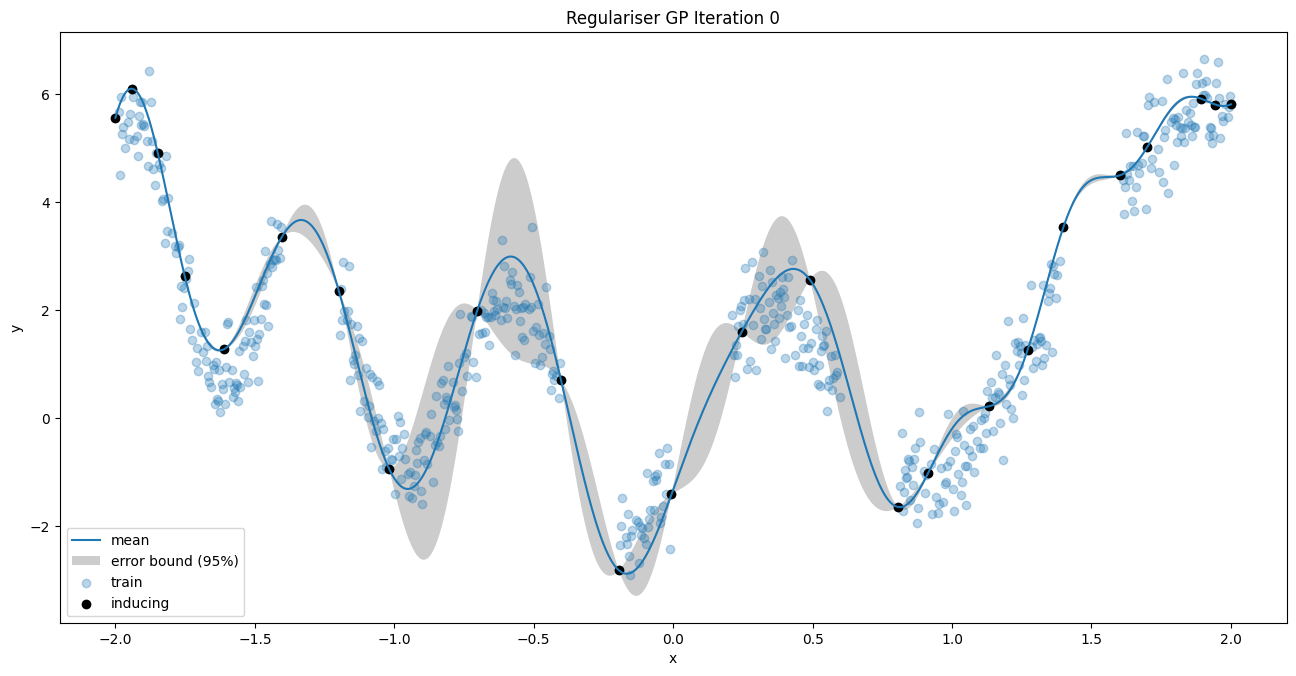 Regulariser GP Iteration 0
y
6
4
2
0
−2
mean
error bound (95%)
train
inducing
−2.0 −1.5 −1.0 −0.5 0.0 0.5 1.0 1.5 2.0
x